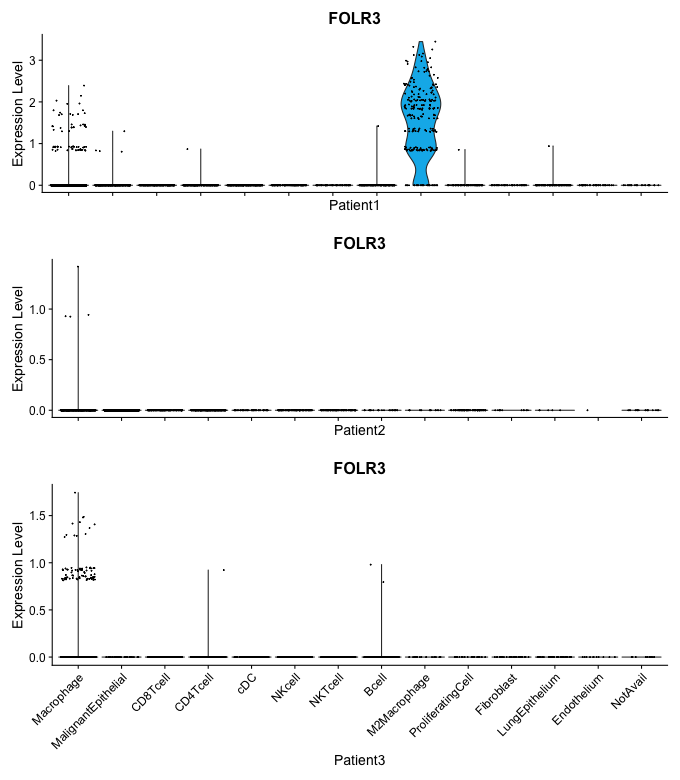 FOLR3
Expression Level
3
2
1
0
Patient1
FOLR3
Expression Level
1.0
0.5
0.0
Patient2
FOLR3
Expression Level
1.5
1.0
0.5
0.0
Macrophage
MalignantEpithelial
CD8Tcell
CD4Tcell
cDC
NKcell
NKTcell
Bcell
M2Macrophage
ProliferatingCell
Fibroblast
LungEpithelium
Endothelium
NotAvail
Patient3